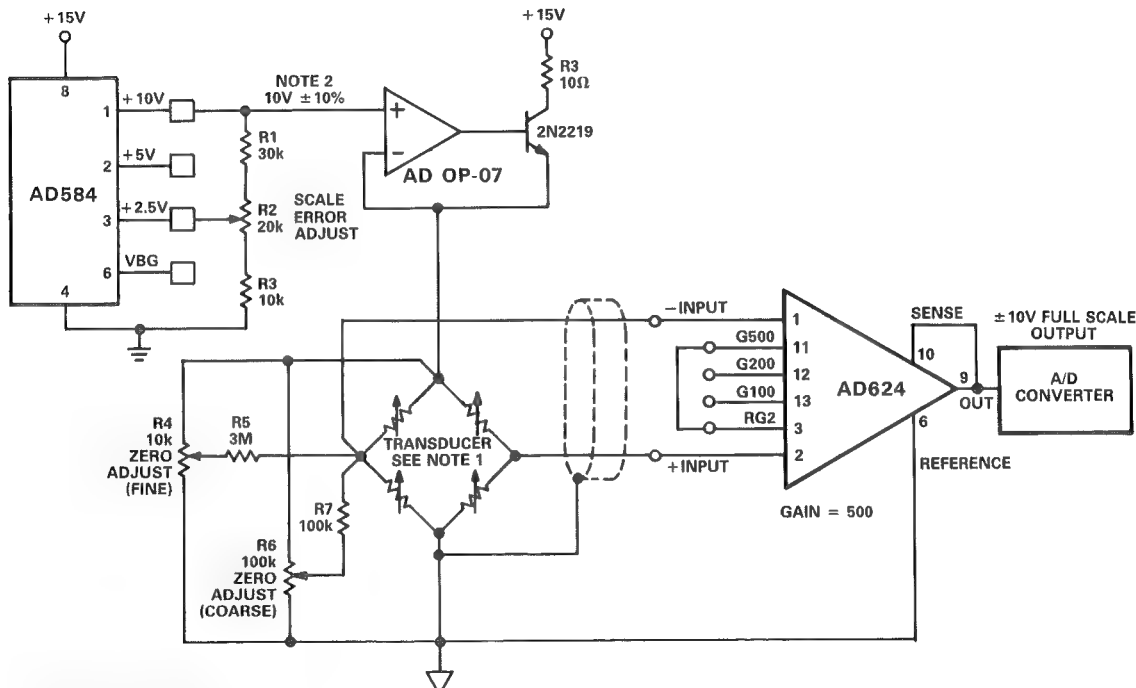 +15V
+15V
8
1
+10V
NOTE 2
10V ±10%
R1
30k
R3
10Ω
+
−
2N2219
AD OP-07
AD584
2
+5V
3
+2.5V
R2
20k
SCALE
ERROR
ADJUST
6
VBG
4
R3
10k
−INPUT
1
G500
11
G200
12
G100
13
RG2
3
+INPUT
2
AD624
SENSE
10
9
OUT
6
REFERENCE
GAIN = 500
±10V FULL SCALE
OUTPUT
A/D
CONVERTER
R4
10k
ZERO
ADJUST
(FINE)
R5
3M
TRANSDUCER
SEE NOTE 1
R7
100k
R6
100k
ZERO
ADJUST
(COARSE)